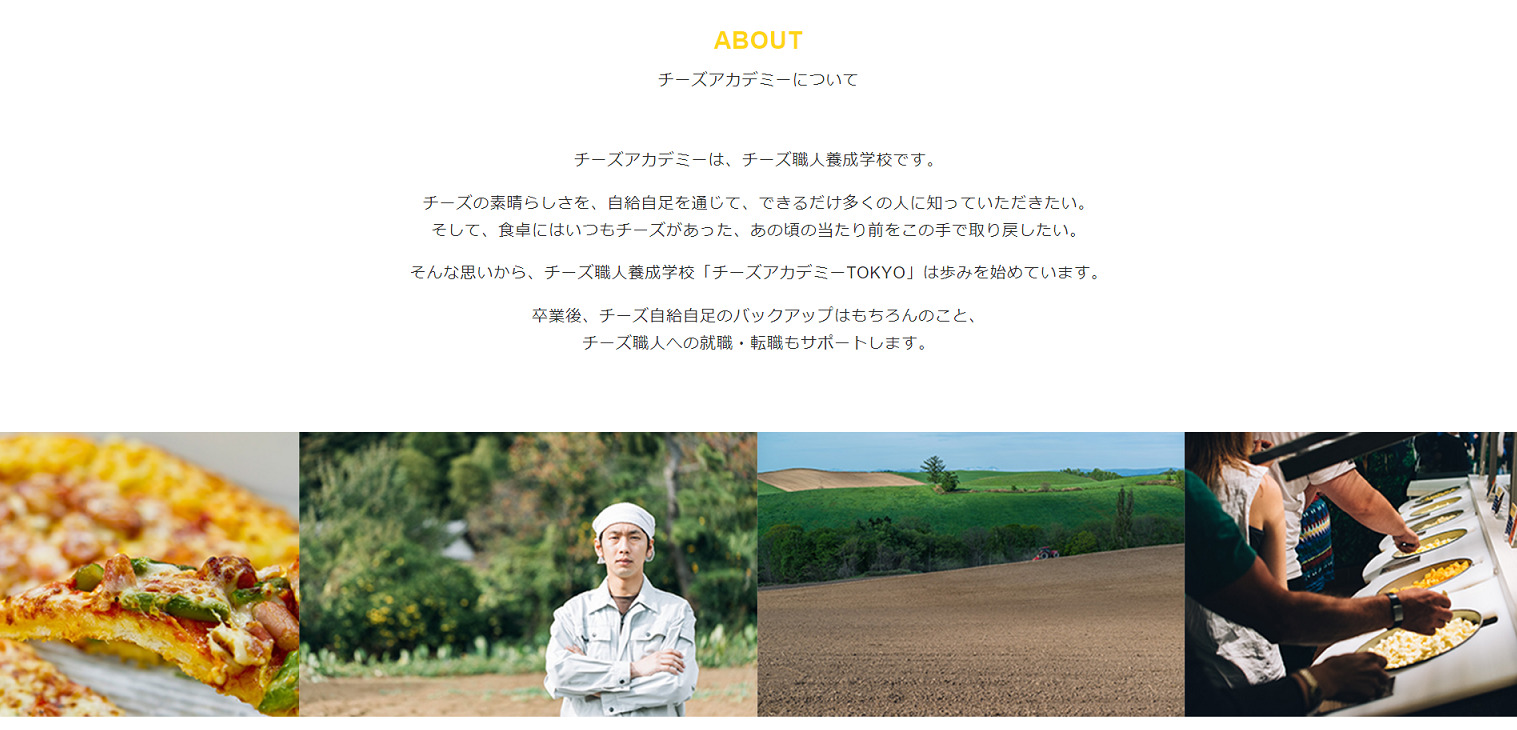 ABOUT
チーズアカデミーについて
チーズアカデミーは、チーズ職人養成学校です。
チーズの素晴らしさを、自給自足を通じて、できるだけ多くの人に知っていただきたい。
そして、食卓にはいつもチーズがあった、あの頃の当たり前をこの手で取り戻したい。
そんな思いから、チーズ職人養成学校「チーズアカデミーTOKYO」は歩みを始めています。
卒業後、チーズ自給自足のバックアップはもちろんのこと、
チーズ職人への就職・転職もサポートします。